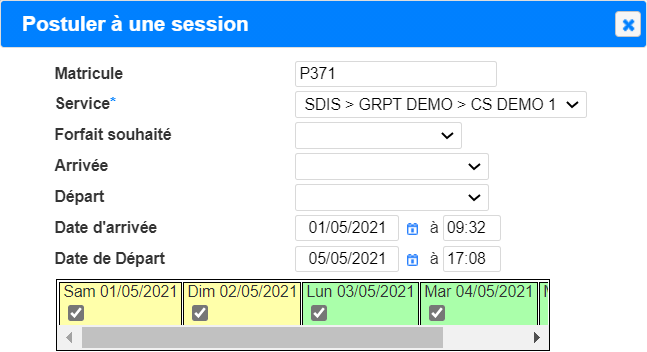 Postuler à une session
Matricule P371
Service* SDIS > GRPT DEMO > CS DEMO 1
Forfait souhaité
Arrivée
Départ
Date d'arrivée 01/05/2021 à 09:32
Date de Départ 05/05/2021 à 17:08
Sam 01/05/2021 Dim 02/05/2021 Lun 03/05/2021 Mar 04/05/2021